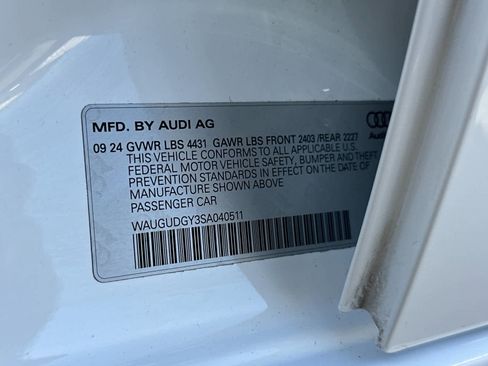 MFD. BY AUDI AG
09 24 GVWR LBS 4431 GAWR LBS FRONT 2403 /REAR 2227
THIS VEHICLE CONFORMS TO ALL APPLICABLE U.S.
FEDERAL MOTOR VEHICLE SAFETY, BUMPER AND THEFT
PREVENTION STANDARDS IN EFFECT ON THE DATE OF
MANUFACTURE SHOWN ABOVE
PASSENGER CAR
WAUGUDGY3SA040511
Audi